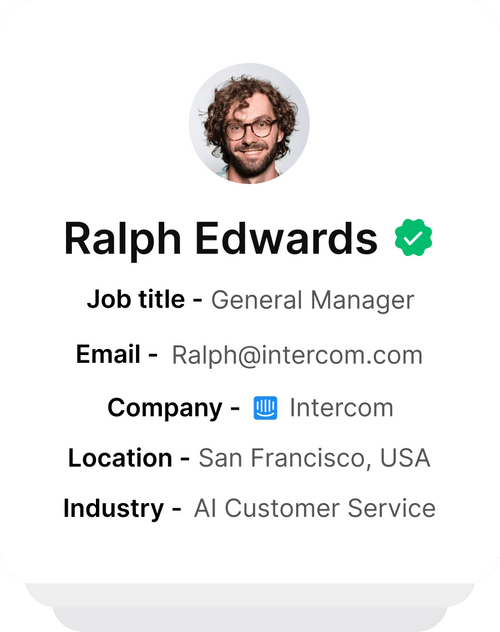 Ralph Edwards
Job title - General Manager
Email - Ralph@intercom.com
Company - Intercom
Location - San Francisco, USA
Industry - AI Customer Service